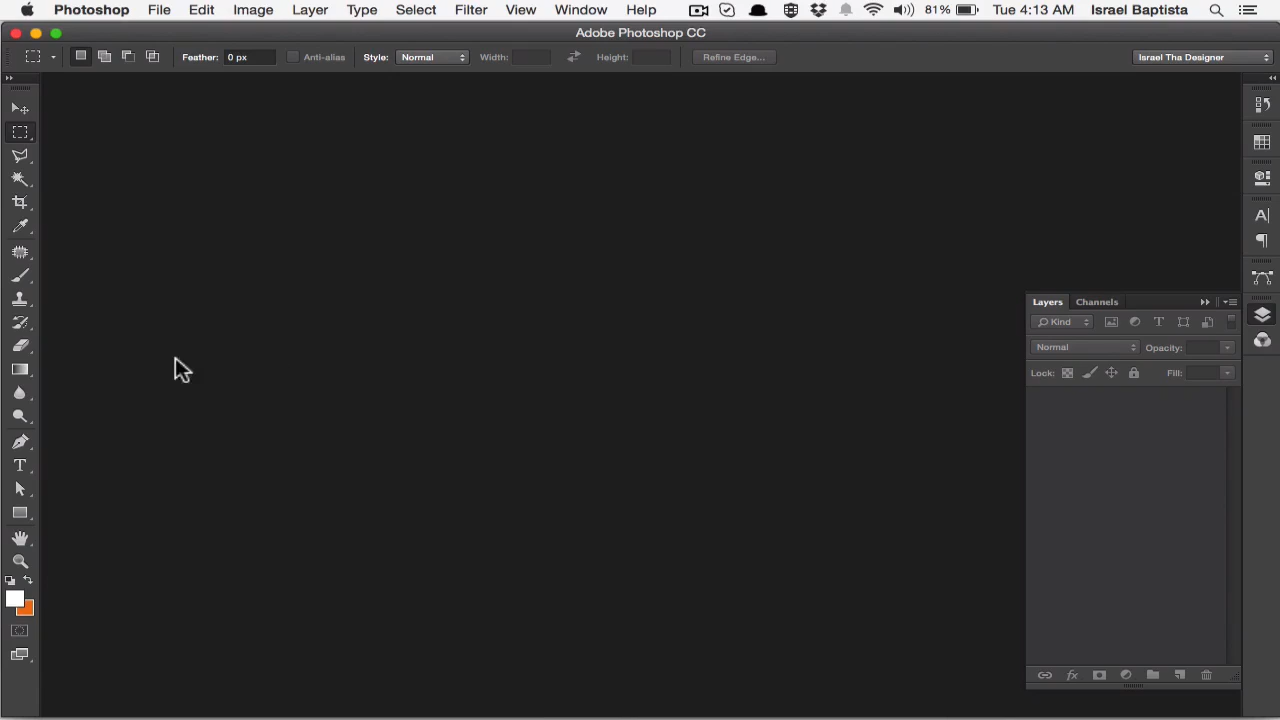 Photoshop File Edit Image Layer Type Select Filter View Window Help 81% Tue 4:13 AM Israel Baptista
Adobe Photoshop CC
Feather: 0 px Anti-alias Style: Normal Width: Height: Refine Edge... Israel Tha Designer
Layers Channels
Kind
Normal Opacity:
Lock: Fill: